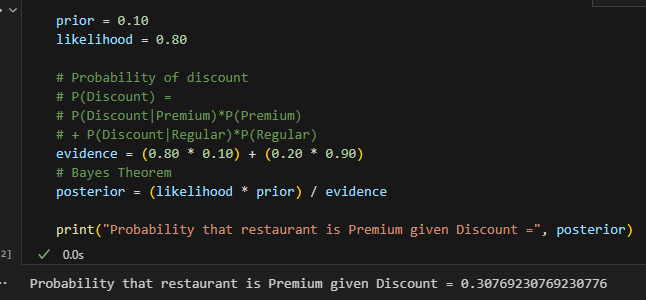 prior = 0.10
likelihood = 0.80
# Probability of discount
# P(Discount) =
# P(Discount|Premium)*P(Premium)
# + P(Discount|Regular)*P(Regular)
evidence = (0.80 * 0.10) + (0.20 * 0.90)
# Bayes Theorem
posterior = (likelihood * prior) / evidence
print("Probability that restaurant is Premium given Discount =", posterior)
2] ✓ 0.0s
Probability that restaurant is Premium given Discount = 0.30769230769230776